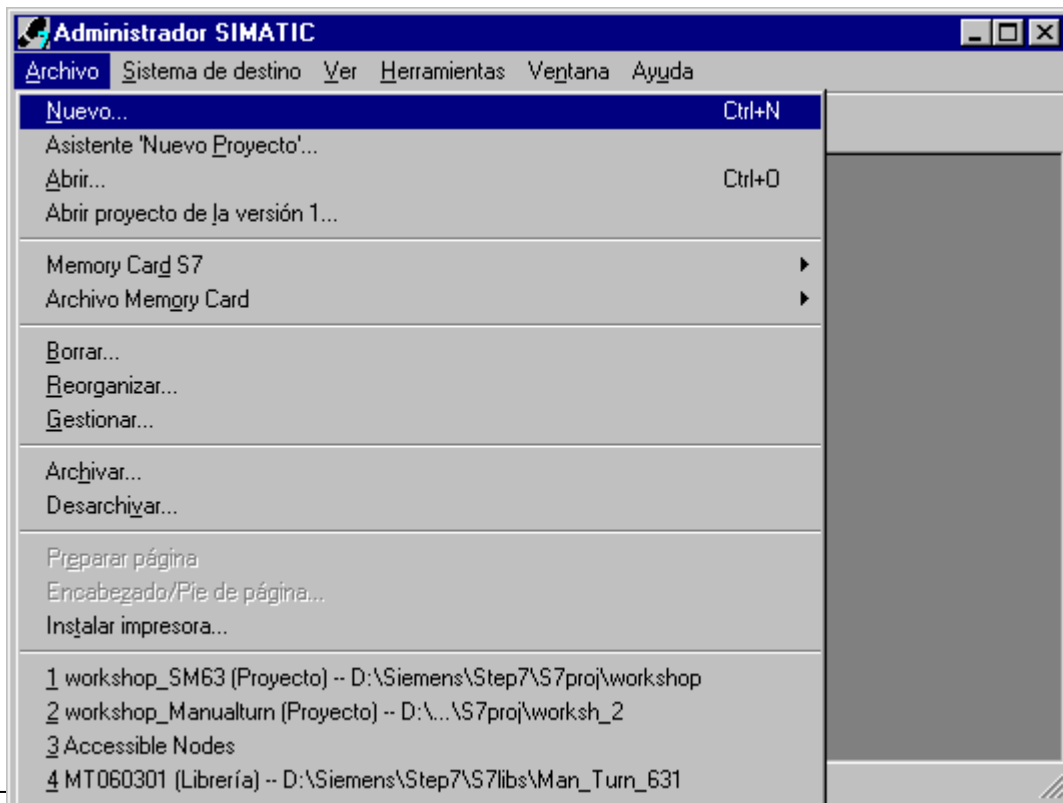 Administrador SIMATIC
Archivo Sistema de destino Ver Herramientas Ventana Ayuda
Nuevo... Ctrl+N
Asistente 'Nuevo Proyecto'...
Abrir... Ctrl+O
Abrir proyecto de la versión 1...
Memory Card S7
Archivo Memory Card
Borrar...
Reorganizar...
Gestionar...
Archivar...
Desarchivar...
Preparar página
Encabezado/Pie de página...
Instalar impresora...
1 workshop_SM63 (Proyecto) -- D:\Siemens\Step7\S7proj\workshop
2 workshop_Manualturn (Proyecto) -- D:\...\S7proj\worksh_2
3 Accessible Nodes
4 MT060301 (Librería) -- D:\Siemens\Step7\S7libs\Man_Turn_631